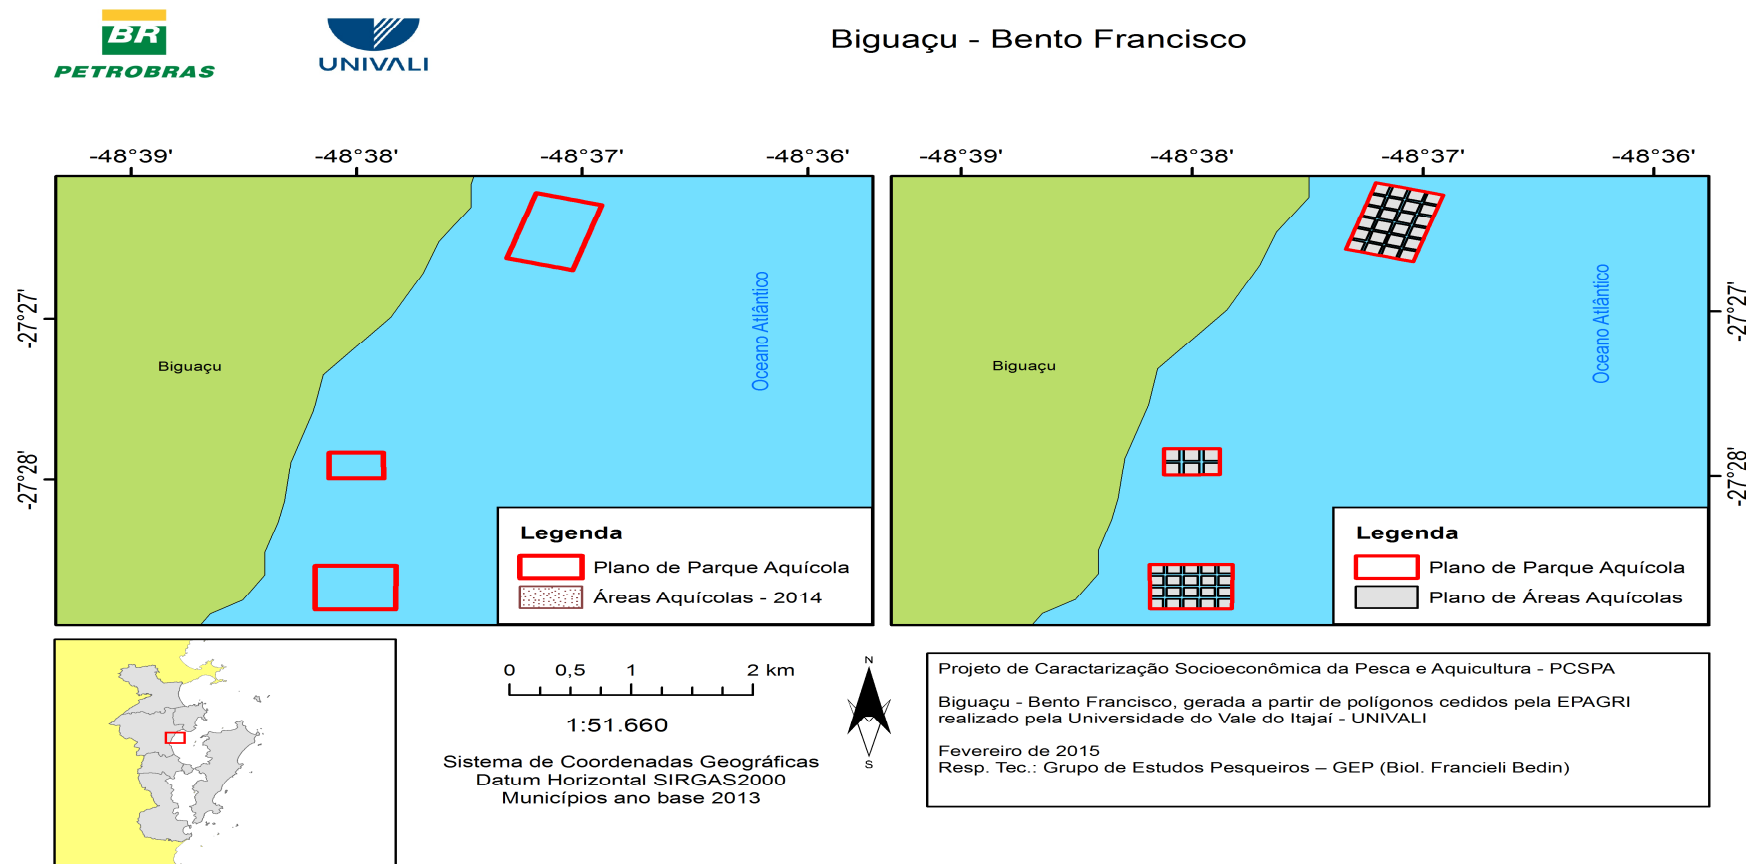 BR
PETROBRAS
UNIVALI
Biguaçu - Bento Francisco
-48°39' -48°38' -48°37' -48°36'
-27°27'
-27°28'
Biguaçu
Oceano Atlântico
Legenda
Plano de Parque Aquícola
Áreas Aquícolas - 2014
-48°39' -48°38' -48°37' -48°36'
-27°27'
-27°28'
Biguaçu
Oceano Atlântico
Legenda
Plano de Parque Aquícola
Plano de Áreas Aquícolas
0 0,5 1 2 km
1:51.660
Sistema de Coordenadas Geográficas
Datum Horizontal SIRGAS2000
Municípios ano base 2013
N
S
Projeto de Caractarização Socioeconômica da Pesca e Aquicultura - PCSPA
Biguaçu - Bento Francisco, gerada a partir de polígonos cedidos pela EPAGRI
realizado pela Universidade do Vale do Itajaí - UNIVALI
Fevereiro de 2015
Resp. Tec.: Grupo de Estudos Pesqueiros – GEP (Biol. Francieli Bedin)